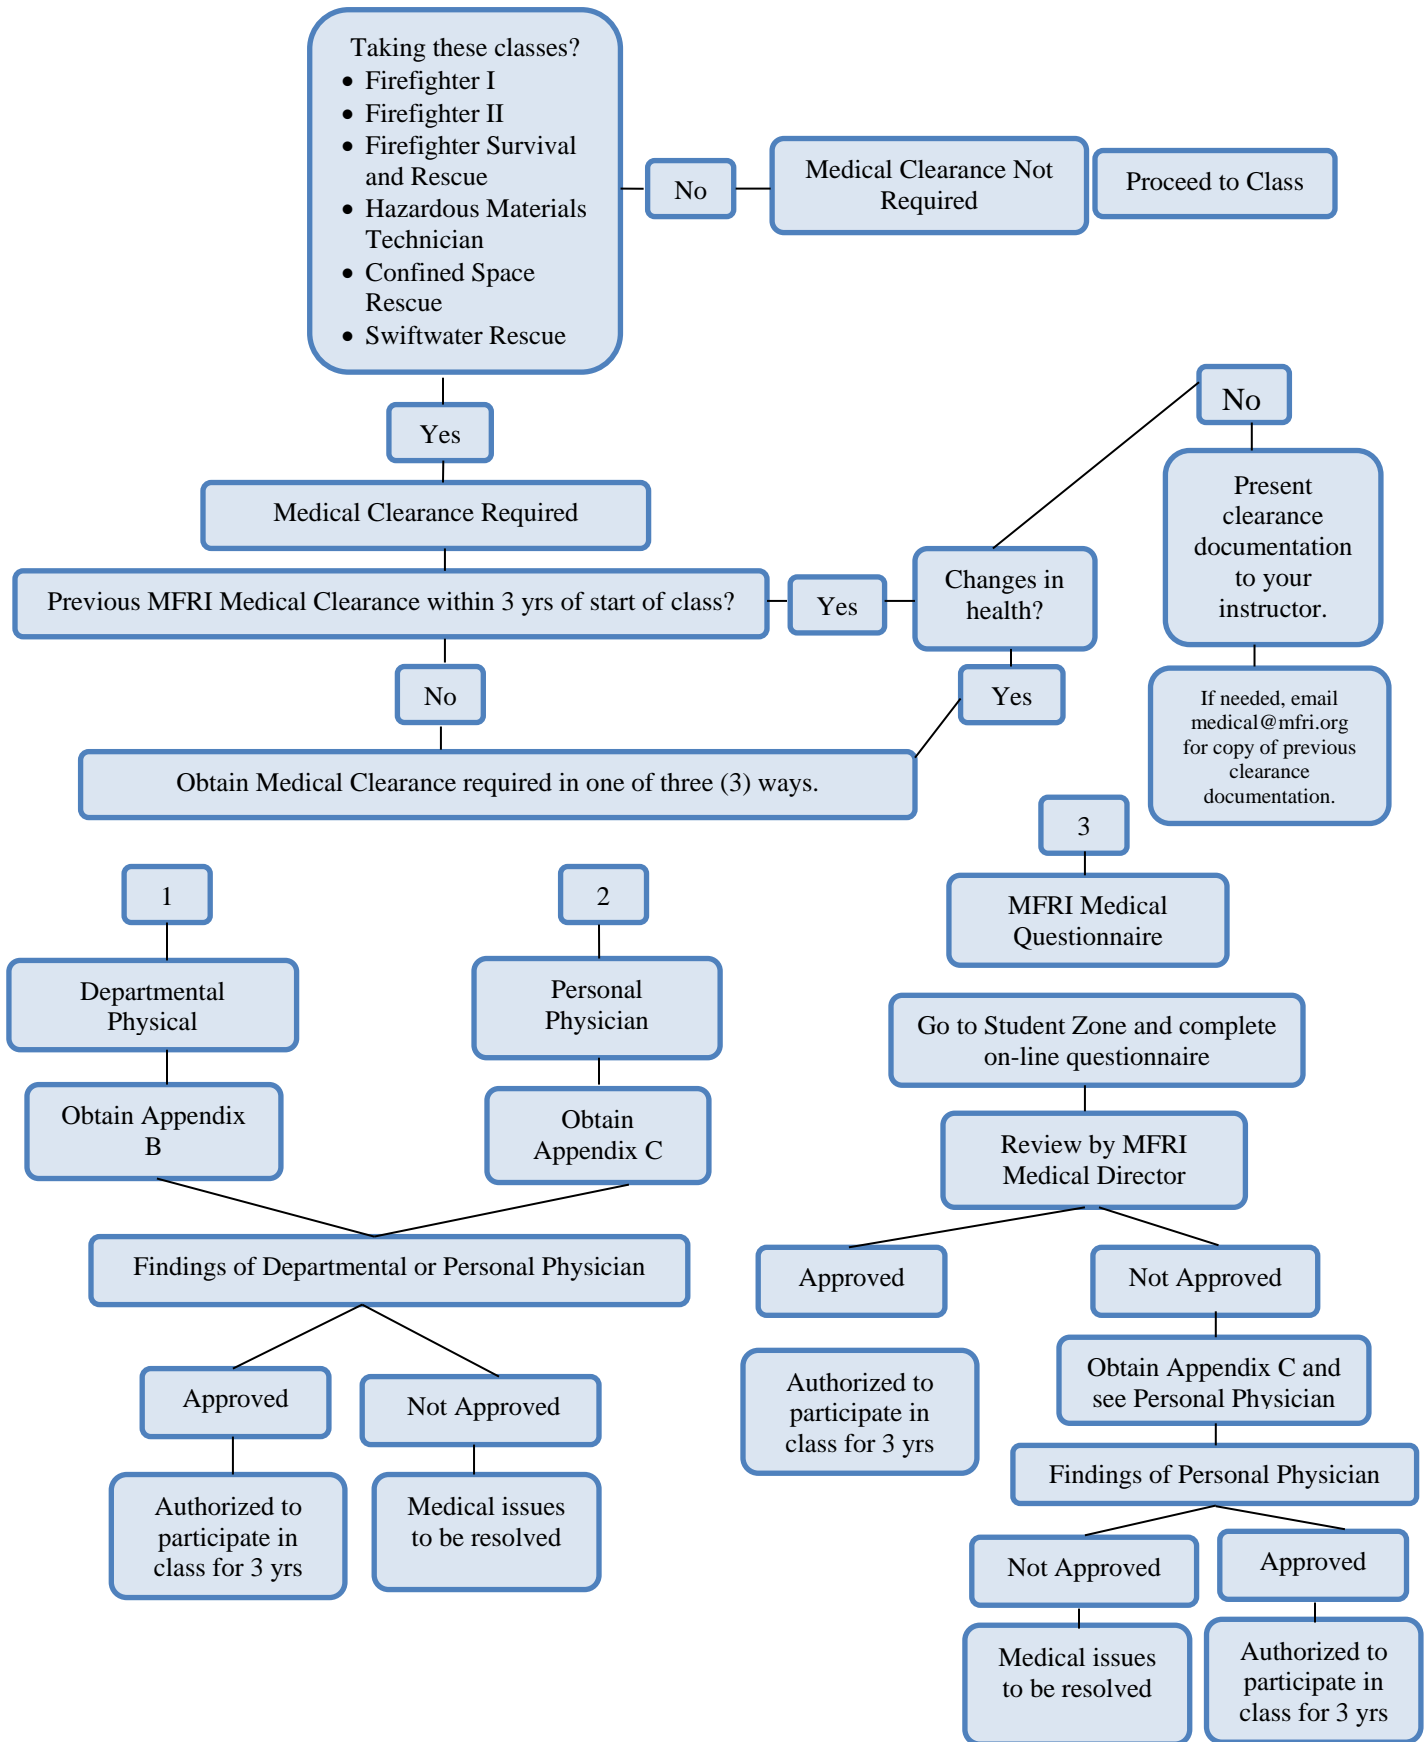 Taking these classes?
• Firefighter I
• Firefighter II
• Firefighter Survival
and Rescue
• Hazardous Materials
Technician
• Confined Space
Rescue
• Swiftwater Rescue
No
Medical Clearance Not
Required
Proceed to Class
Yes
Medical Clearance Required
Previous MFRI Medical Clearance within 3 yrs of start of class?
Yes
Changes in
health?
No
Present
clearance
documentation
to your
instructor.
If needed, email
medical@mfri.org
for copy of previous
clearance
documentation.
No
Yes
Obtain Medical Clearance required in one of three (3) ways.
1
Departmental
Physical
Obtain Appendix
B
2
Personal
Physician
Obtain
Appendix C
Findings of Departmental or Personal Physician
Approved
Authorized to
participate in
class for 3 yrs
Not Approved
Medical issues
to be resolved
3
MFRI Medical
Questionnaire
Go to Student Zone and complete
on-line questionnaire
Review by MFRI
Medical Director
Approved
Authorized to
participate in
class for 3 yrs
Not Approved
Obtain Appendix C and
see Personal Physician
Findings of Personal Physician
Not Approved
Medical issues
to be resolved
Approved
Authorized to
participate in
class for 3 yrs